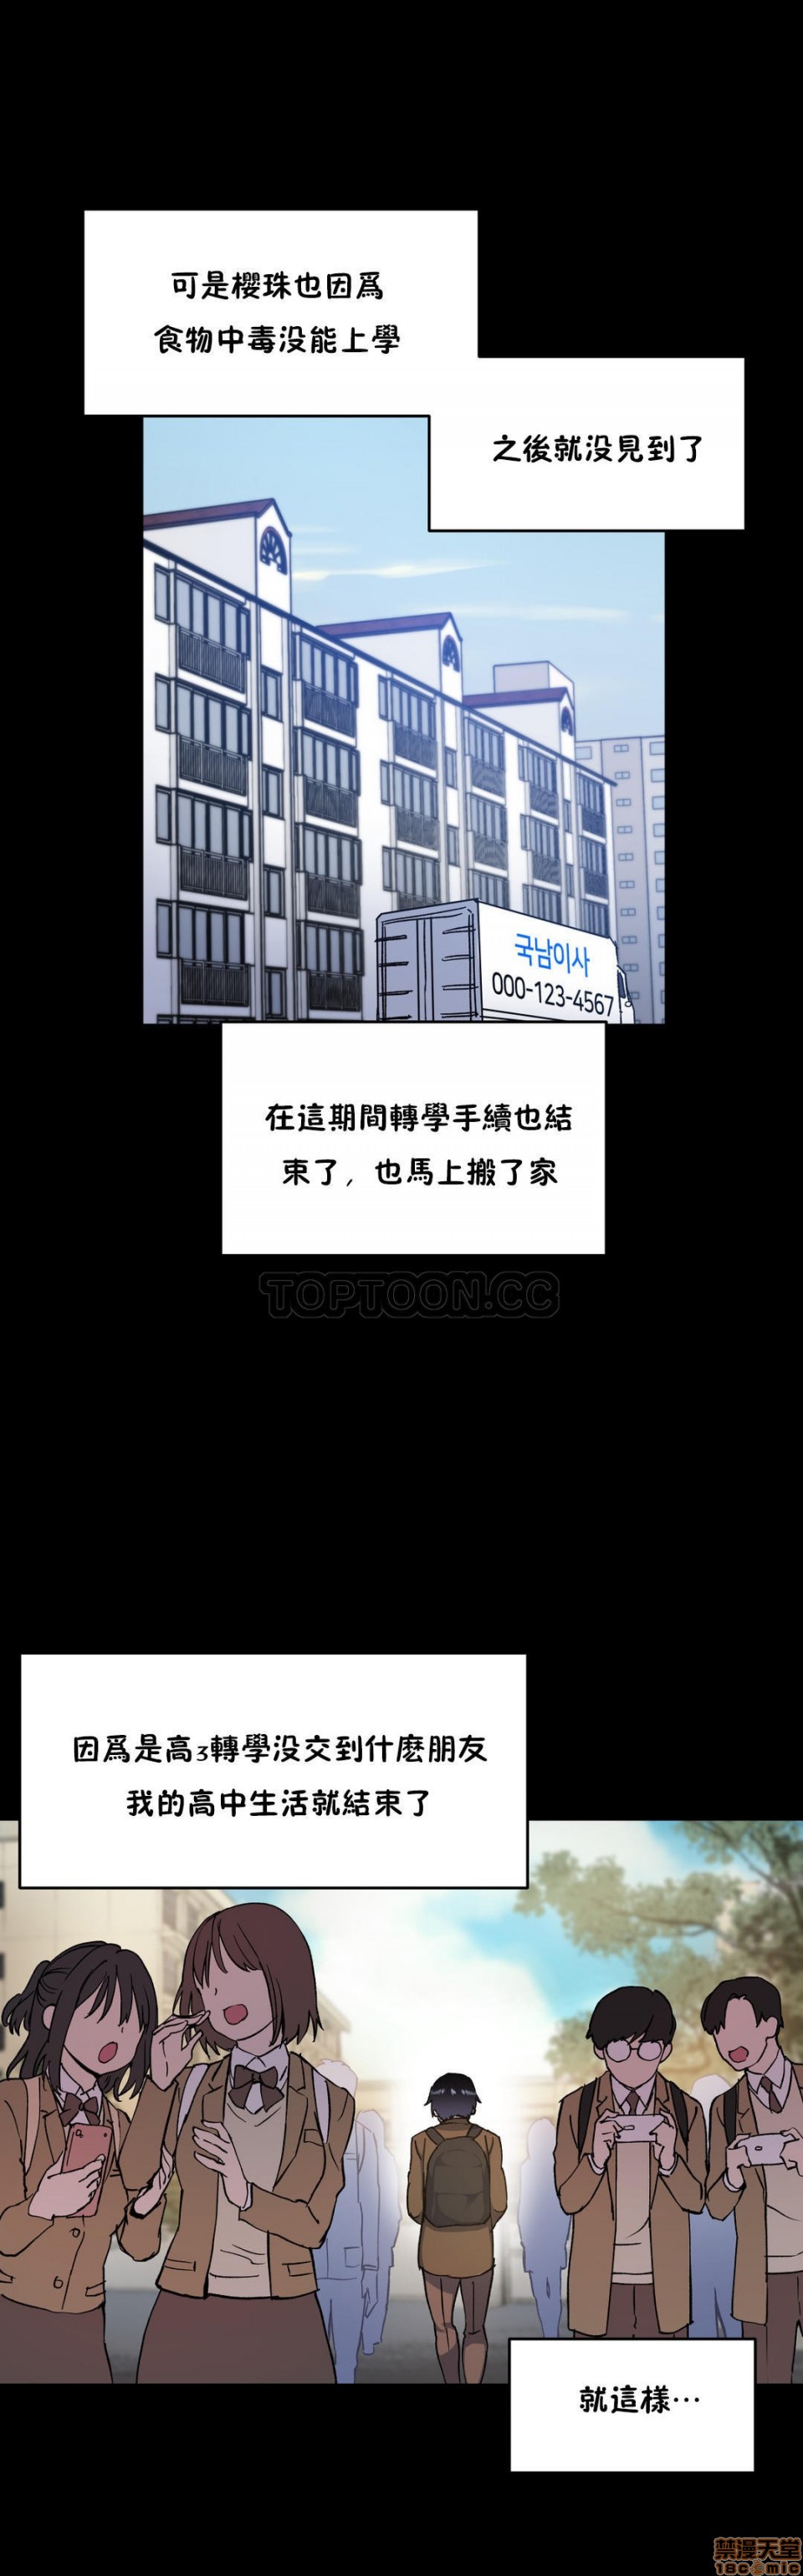 可是櫻珠也因爲
食物中毒没能上學
之後就没見到了
국남이사
000-123-4567
在這期間轉學手續也結
束了，也馬上搬了家
TOPTOON.CC
因爲是高3轉學没交到什麽朋友
我的高中生活就結束了
就這樣…
禁漫天堂
18comic